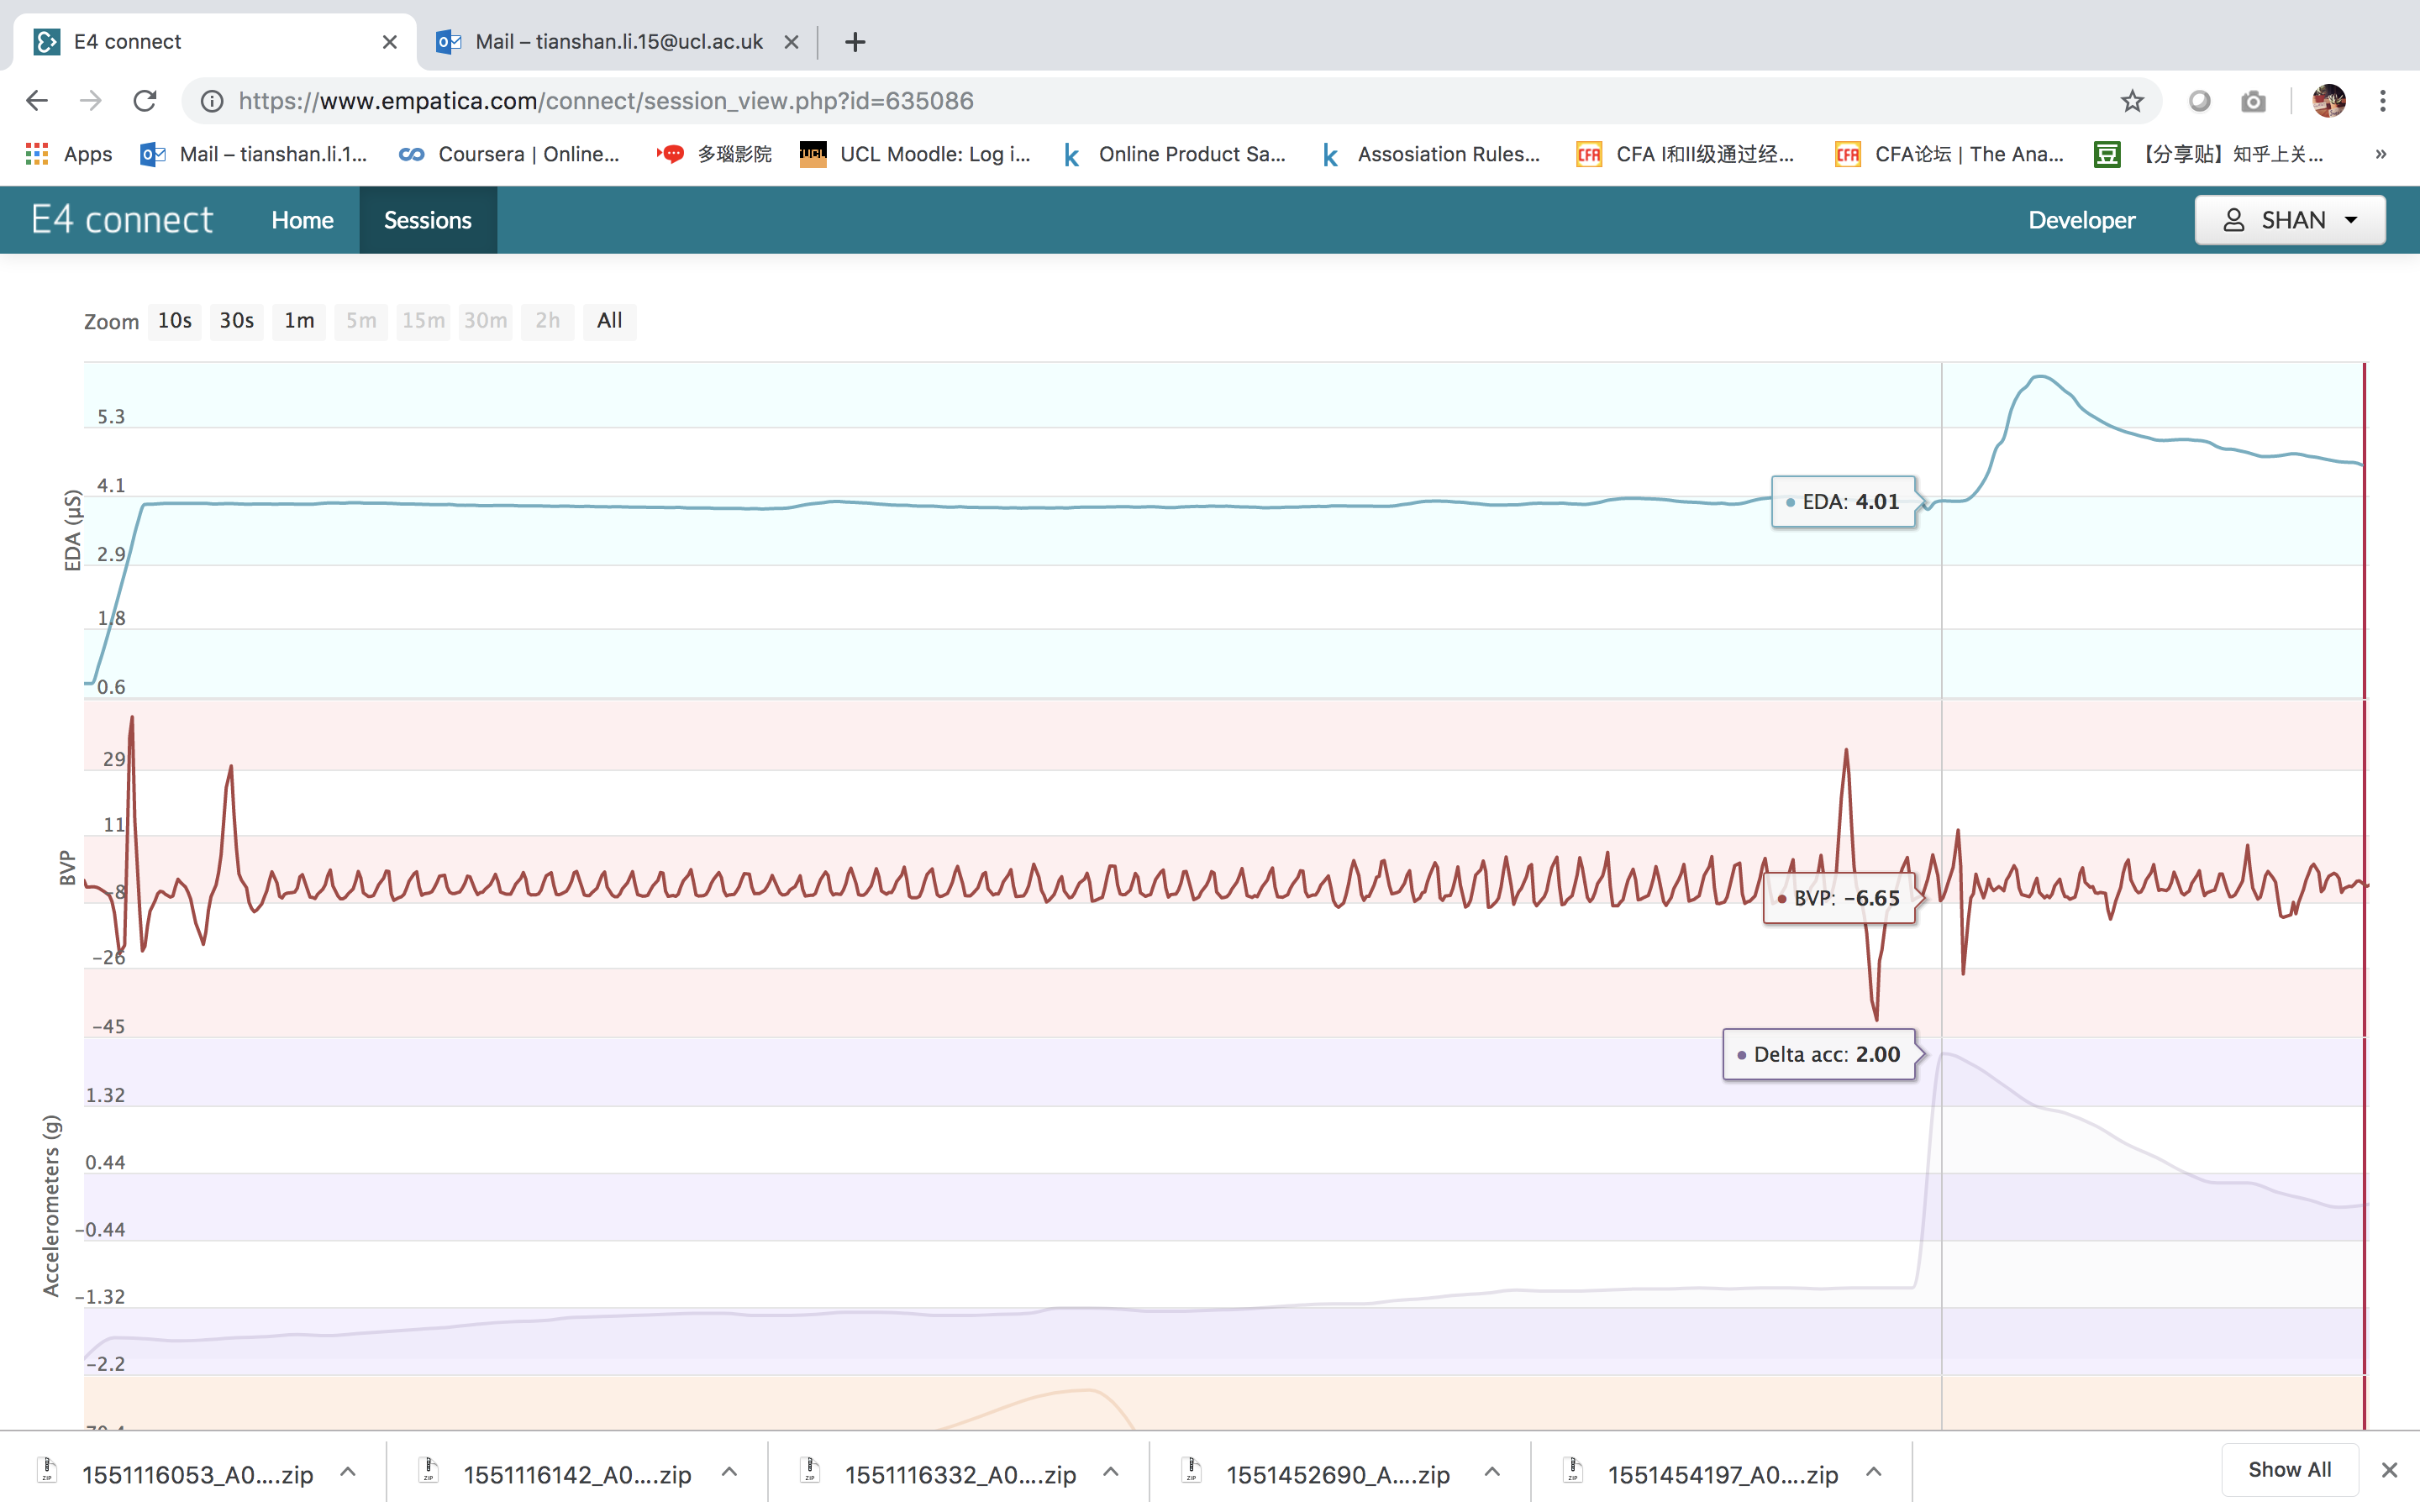 E4 connect
Mail – tianshan.li.15@ucl.ac.uk
https://www.empatica.com/connect/session_view.php?id=635086
Apps
Mail – tianshan.li.1...
Coursera | Online...
多瑙影院
UCL Moodle: Log i...
Online Product Sa...
Assosiation Rules...
CFA I和II级通过经...
CFA论坛 | The Ana...
【分享贴】知乎上关...
»
E4 connect
Home
Sessions
Developer
SHAN
Zoom 10s 30s 1m 5m 15m 30m 2h All
EDA (µS)
5.3
4.1
2.9
1.8
0.6
EDA: 4.01
BVP
29
11
-8
-26
-45
BVP: -6.65
Accelerometers (g)
1.32
0.44
-0.44
-1.32
-2.2
Delta acc: 2.00
1551116053_A0....zip
1551116142_A0....zip
1551116332_A0....zip
1551452690_A....zip
1551454197_A0....zip
Show All